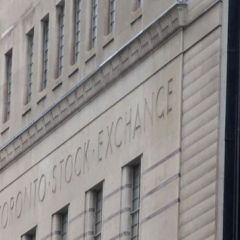 TORONTO · STOCK · EXCHANGE